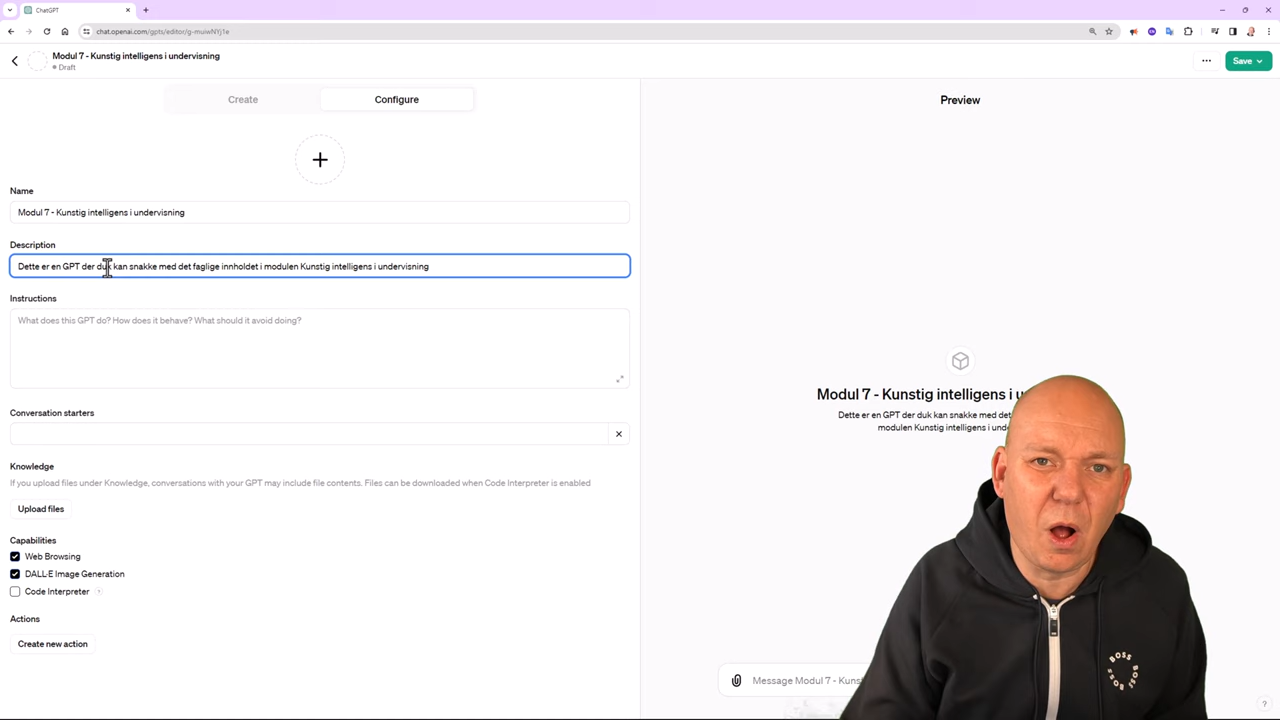 ChatGPT
chat.openai.com/gpts/editor/g-muiwNYj1e
Modul 7 - Kunstig intelligens i undervisning
Draft
Save
Create
Configure
Preview
Name
Modul 7 - Kunstig intelligens i undervisning
Description
Dette er en GPT der duk kan snakke med det faglige innholdet i modulen Kunstig intelligens i undervisning
Instructions
What does this GPT do? How does it behave? What should it avoid doing?
Conversation starters
Knowledge
If you upload files under Knowledge, conversations with your GPT may include file contents. Files can be downloaded when Code Interpreter is enabled
Upload files
Capabilities
Web Browsing
DALL·E Image Generation
Code Interpreter
?
Actions
Create new action
Modul 7 - Kunstig intelligens i
Dette er en GPT der duk kan snakke med det
modulen Kunstig intelligens i
Message Modul 7 -
BOSS
BOSS
BOSS
BOSS
?